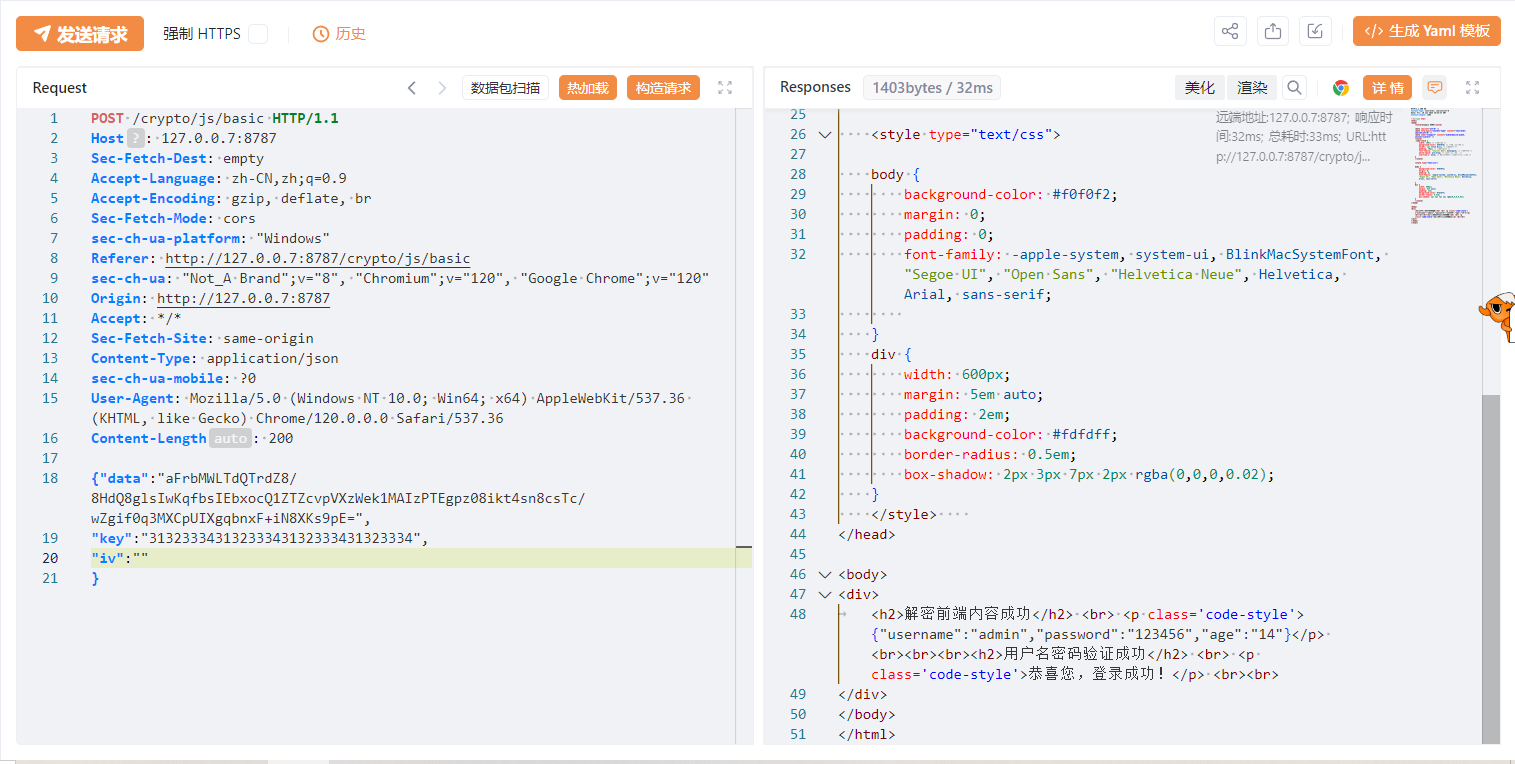 发送请求 强制 HTTPS 历史 </> 生成 Yaml 模板
Request 数据包扫描 热加载 构造请求
1 POST /crypto/js/basic HTTP/1.1
2 Host ? : 127.0.0.7:8787
3 Sec-Fetch-Dest: empty
4 Accept-Language: zh-CN,zh;q=0.9
5 Accept-Encoding: gzip, deflate, br
6 Sec-Fetch-Mode: cors
7 sec-ch-ua-platform: "Windows"
8 Referer: http://127.0.0.7:8787/crypto/js/basic
9 sec-ch-ua: "Not_A Brand";v="8", "Chromium";v="120", "Google Chrome";v="120"
10 Origin: http://127.0.0.7:8787
11 Accept: */*
12 Sec-Fetch-Site: same-origin
13 Content-Type: application/json
14 sec-ch-ua-mobile: ?0
15 User-Agent: Mozilla/5.0 (Windows NT 10.0; Win64; x64) AppleWebKit/537.36
(KHTML, like Gecko) Chrome/120.0.0.0 Safari/537.36
16 Content-Length auto : 200
17
18 {"data":"aFrbMWLTdQTrdZ8/
8HdQ8glsIwKqfbsIEbxocQ1ZTZcvpVXzWek1MAIzPTEgpz08ikt4sn8csTc/
wZgif0q3MXCpUIXgqbnxF+iN8XKs9pE=",
19 "key":"31323334313233343132333431323334",
20 "iv":""
21 }
Responses 1403bytes / 32ms 美化 渲染 详情
远端地址:127.0.0.7:8787; 响应时
间:32ms; 总耗时:33ms; URL:htt
p://127.0.0.7:8787/crypto/j...
25
26 <style type="text/css">
27
28 body {
29 background-color: #f0f0f2;
30 margin: 0;
31 padding: 0;
32 font-family: -apple-system, system-ui, BlinkMacSystemFont,
"Segoe UI", "Open Sans", "Helvetica Neue", Helvetica,
Arial, sans-serif;
33
34 }
35 div {
36 width: 600px;
37 margin: 5em auto;
38 padding: 2em;
39 background-color: #fdfdff;
40 border-radius: 0.5em;
41 box-shadow: 2px 3px 7px 2px rgba(0,0,0,0.02);
42 }
43 </style>
44 </head>
45
46 <body>
47 <div>
48 <h2>解密前端内容成功</h2> <br> <p class='code-style'>
{"username":"admin","password":"123456","age":"14"}</p>
<br><br><br><h2>用户名密码验证成功</h2> <br> <p
class='code-style'>恭喜您，登录成功！</p> <br><br>
49 </div>
50 </body>
51 </html>